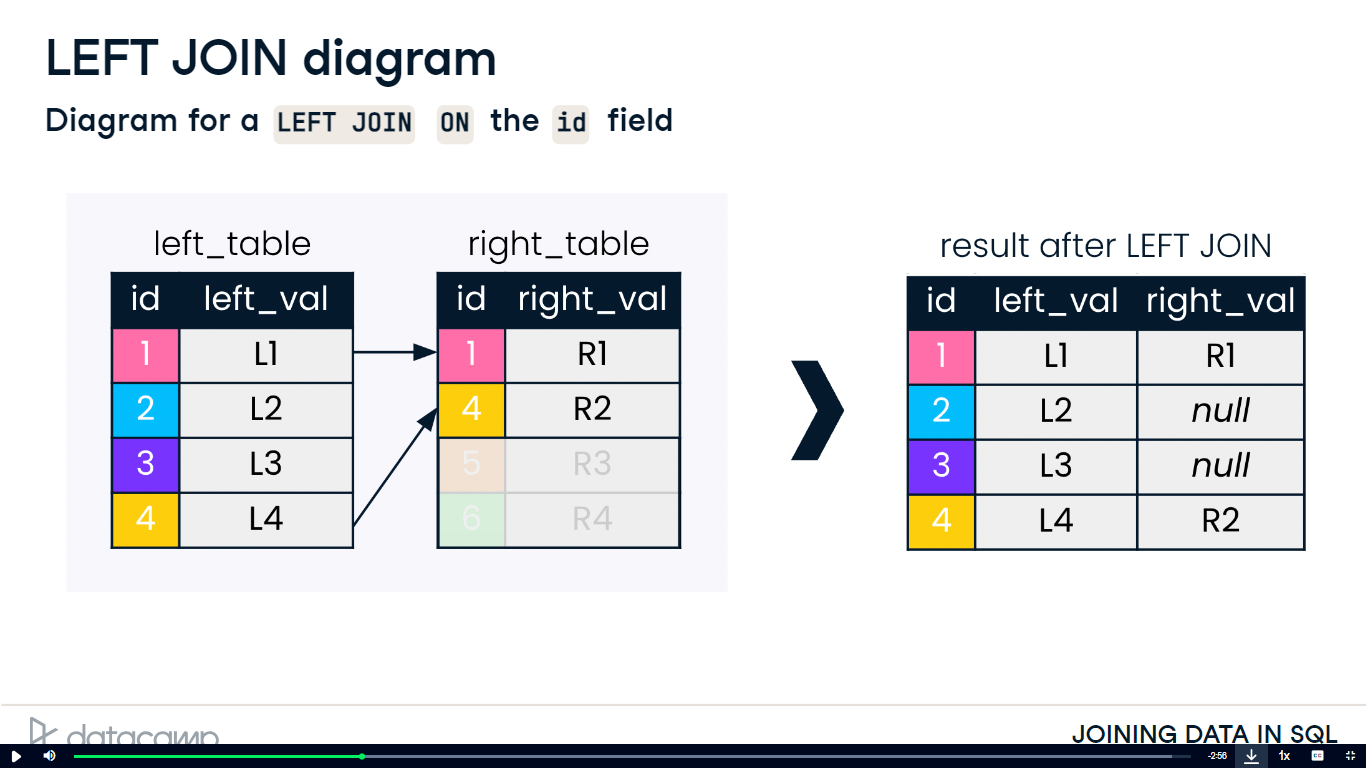 LEFT JOIN diagram
Diagram for a LEFT JOIN ON the id field
left_table
id left_val
1 L1
2 L2
3 L3
4 L4
right_table
id right_val
1 R1
4 R2
5 R3
6 R4
result after LEFT JOIN
id left_val right_val
1 L1 R1
2 L2 null
3 L3 null
4 L4 R2
datacamp
JOINING DATA IN SQL
-2:56
1x
CC